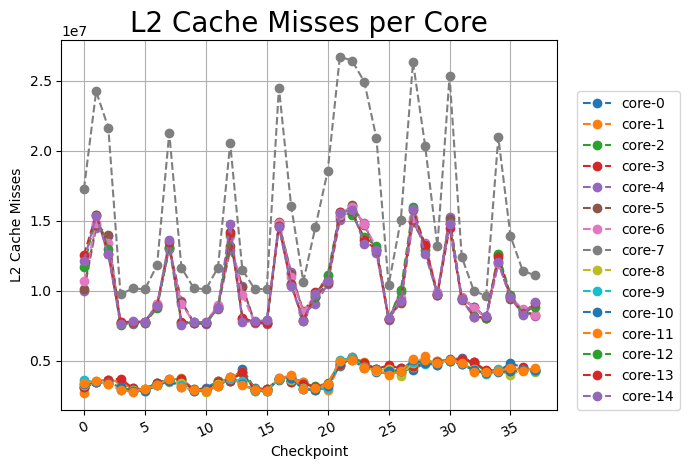 L2 Cache Misses per Core
1e7
2.5
2.0
1.5
1.0
0.5
L2 Cache Misses
0
5
10
15
20
25
30
35
Checkpoint
core-0
core-1
core-2
core-3
core-4
core-5
core-6
core-7
core-8
core-9
core-10
core-11
core-12
core-13
core-14